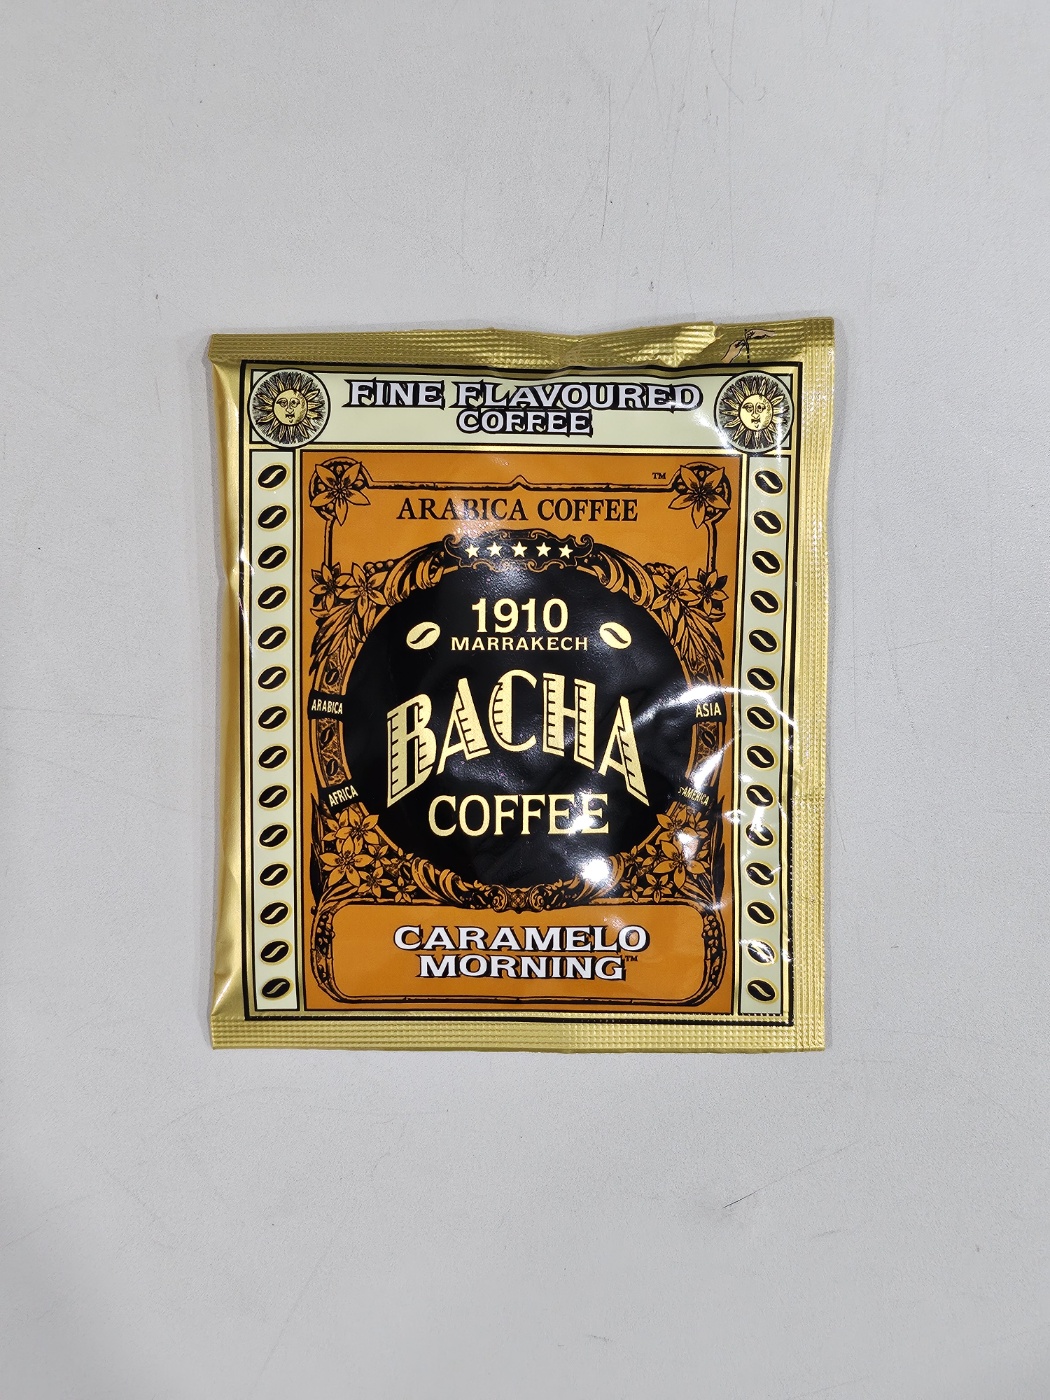 FINE FLAVOURED
COFFEE
TM
ARABICA COFFEE
1910
MARRAKECH
BACHA
COFFEE
ARABICA
ASIA
AFRICA
S.AMERICA
CARAMELO
MORNING™